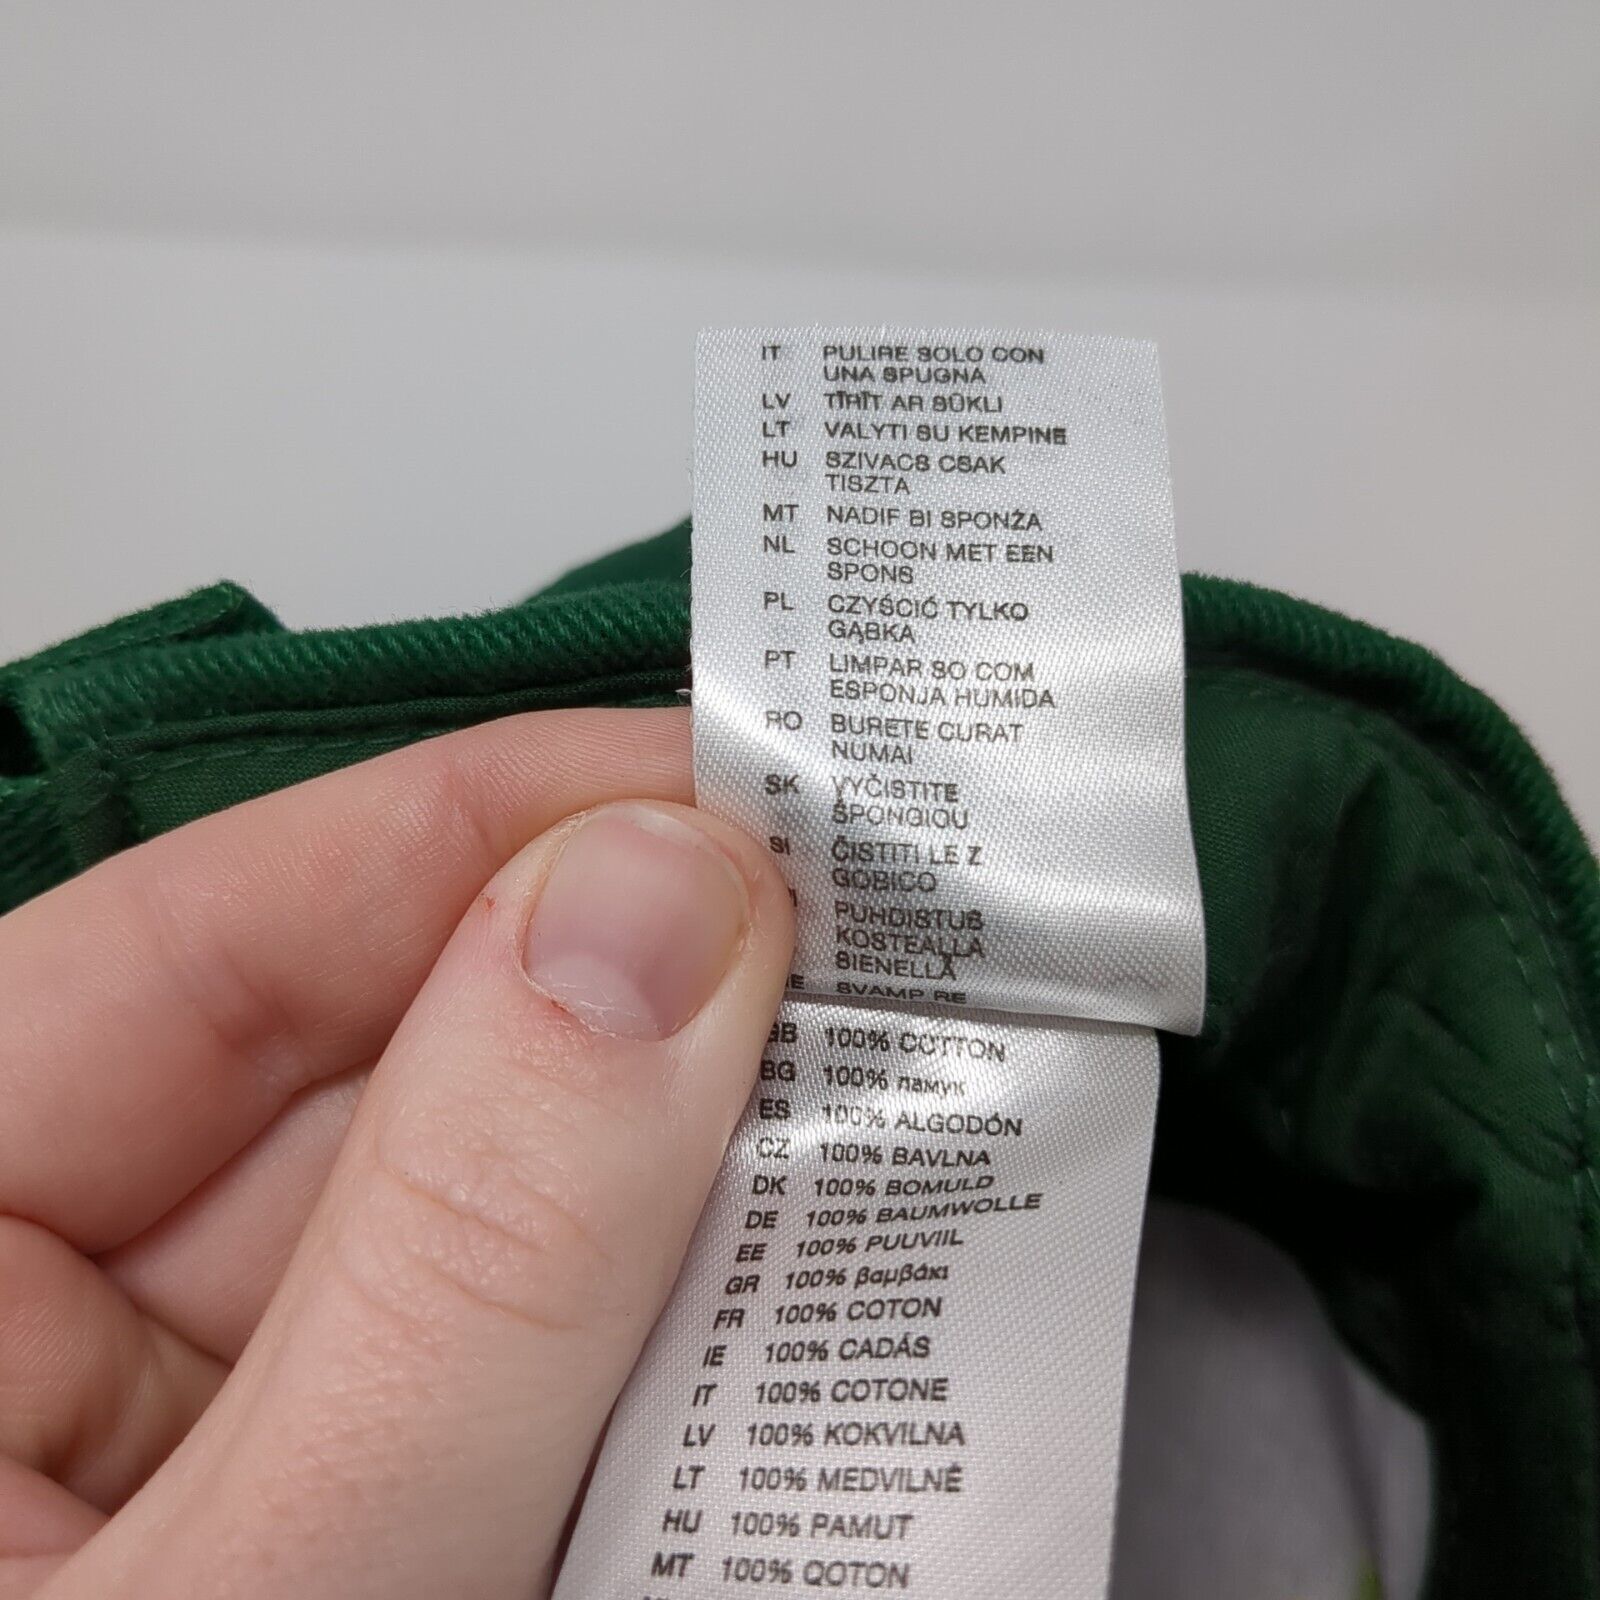 IT PULIRE SOLO CON
UNA SPUGNA
LV TĪRĪT AR SŪKLI
LT VALYTI SU KEMPINE
HU SZIVACS CSAK
TISZTA
MT NADIF BI SPONŻA
NL SCHOON MET EEN
SPONS
PL CZYŚCIĆ TYLKO
GĄBKA
PT LIMPAR SO COM
ESPONJA HUMIDA
RO BURETE CURAT
NUMAI
SK VYČISTITE
ŠPONGIOU
SI ČISTITI LE Z
GOBICO
PUHDISTUS
KOSTEALLA
SIENELLÄ
SVAMP RE
GB 100% COTTON
BG 100% памук
ES 100% ALGODÓN
CZ 100% BAVLNA
DK 100% BOMULD
DE 100% BAUMWOLLE
EE 100% PUUVIIL
GR 100% βαμβάκι
FR 100% COTON
IE 100% CADÁS
IT 100% COTONE
LV 100% KOKVILNA
LT 100% MEDVILNĖ
HU 100% PAMUT
MT 100% QOTON